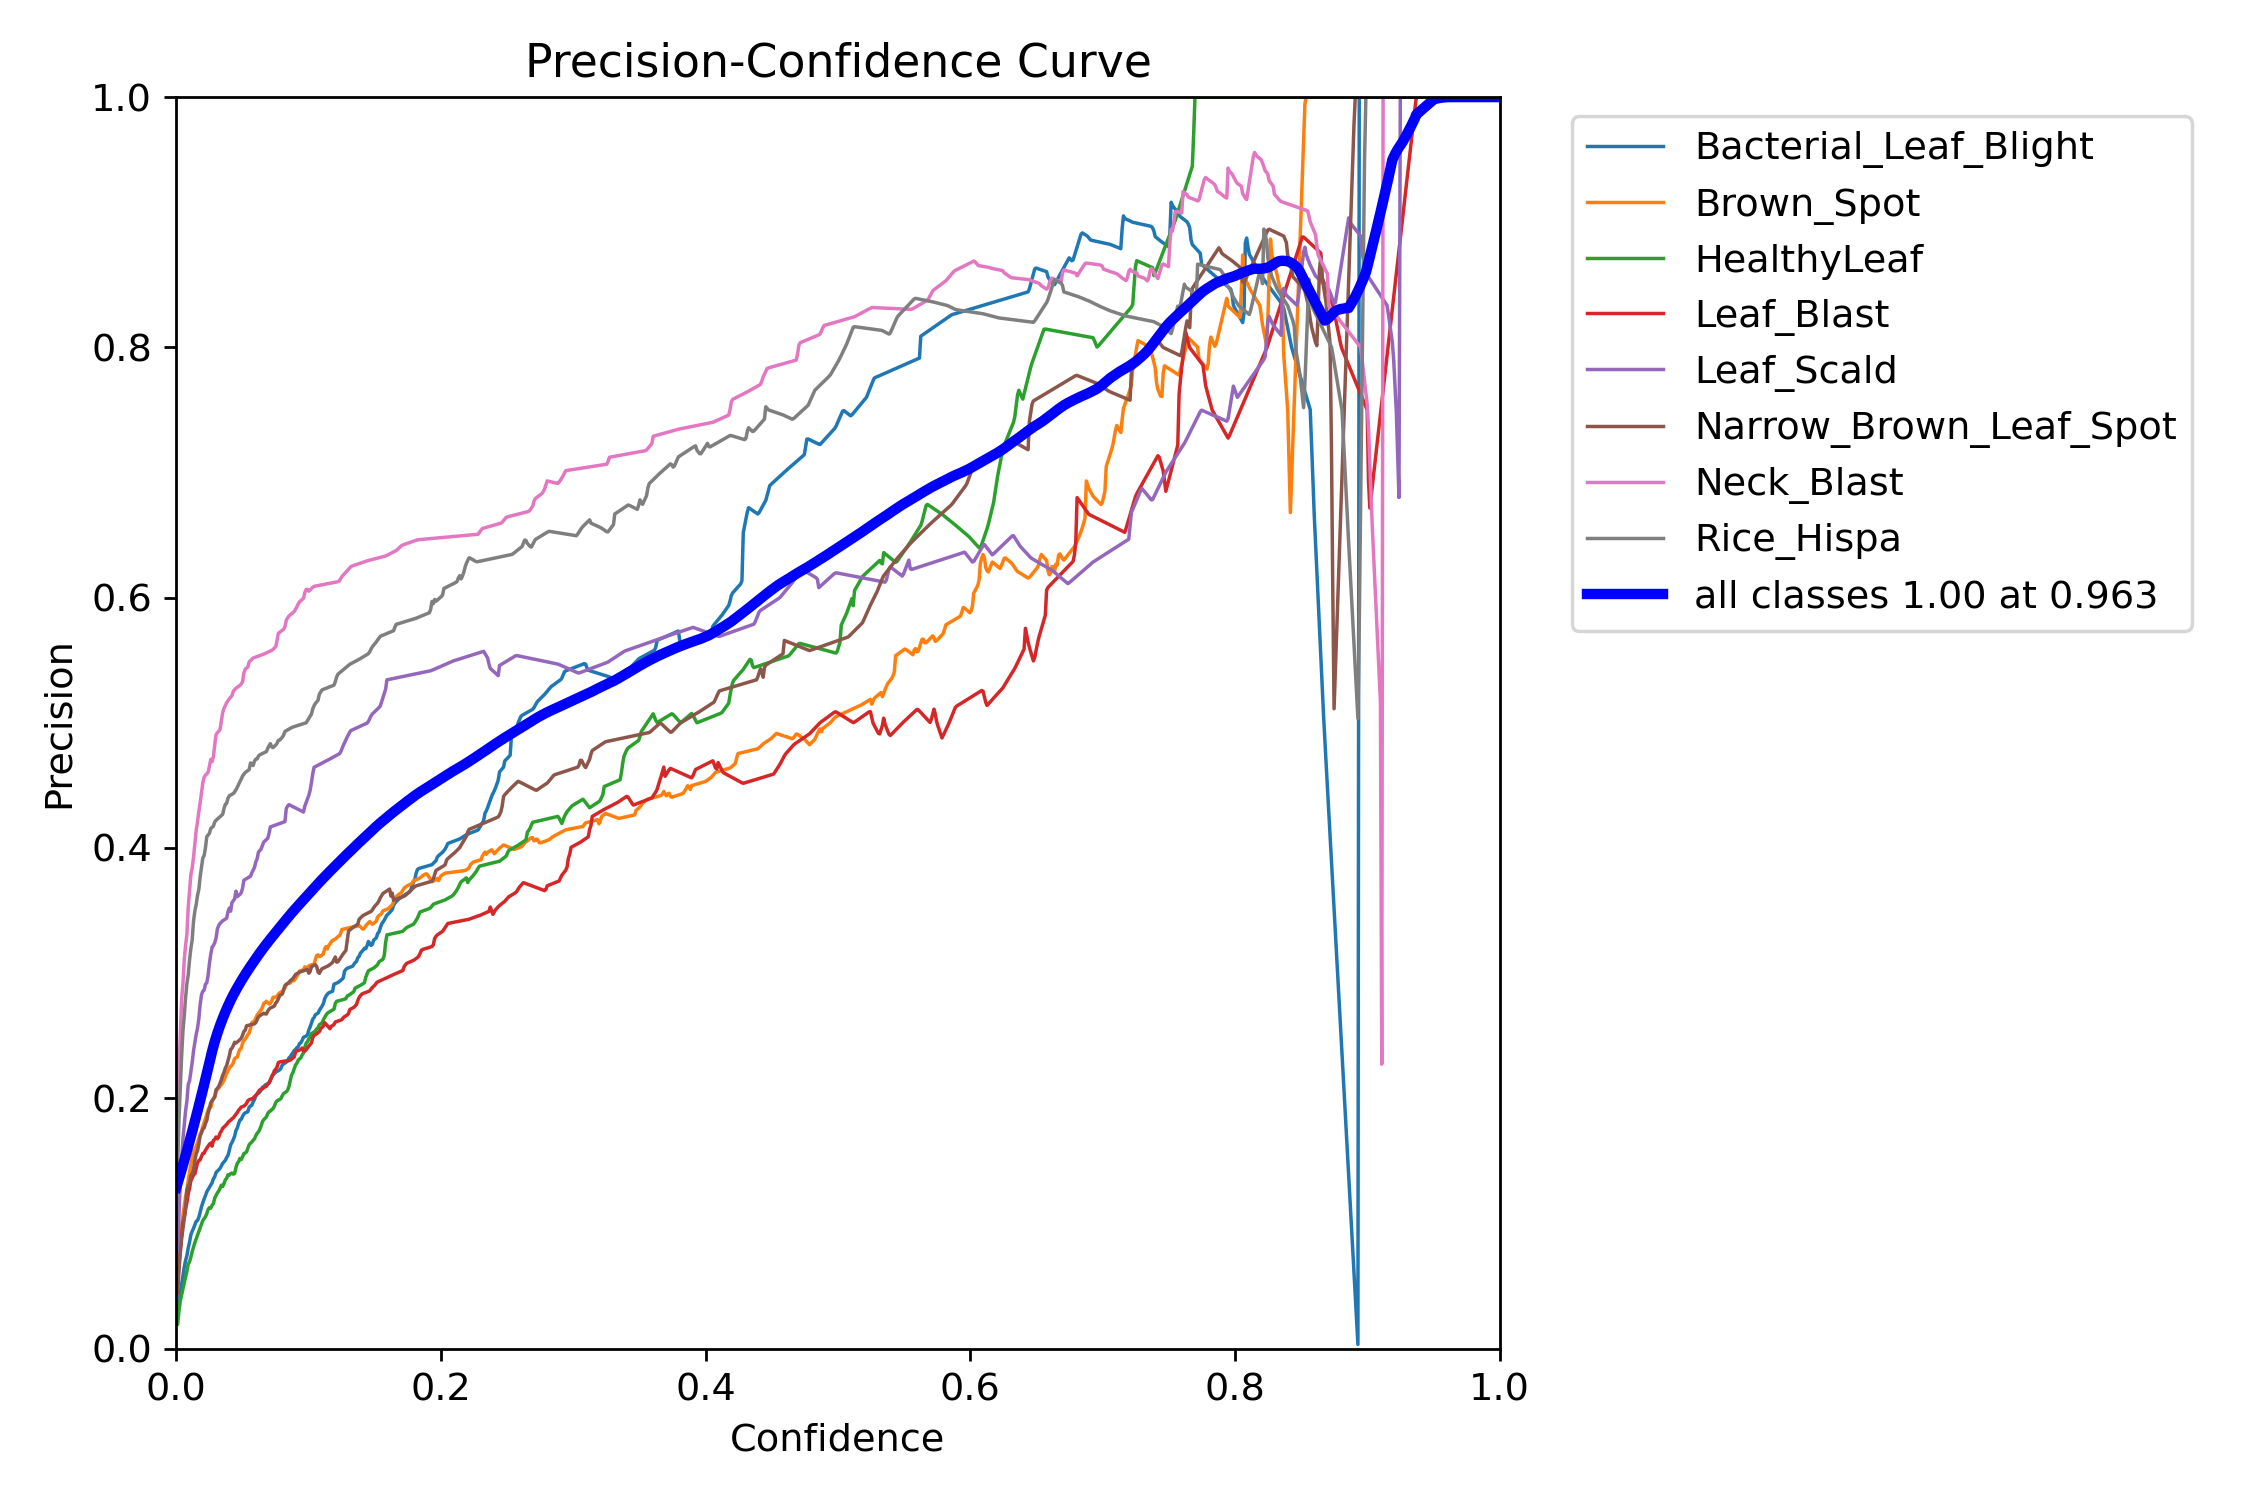 Precision-Confidence Curve
1.0
0.8
0.6
0.4
0.2
0.0
Precision
0.0 0.2 0.4 0.6 0.8 1.0
Confidence
Bacterial_Leaf_Blight
Brown_Spot
HealthyLeaf
Leaf_Blast
Leaf_Scald
Narrow_Brown_Leaf_Spot
Neck_Blast
Rice_Hispa
all classes 1.00 at 0.963